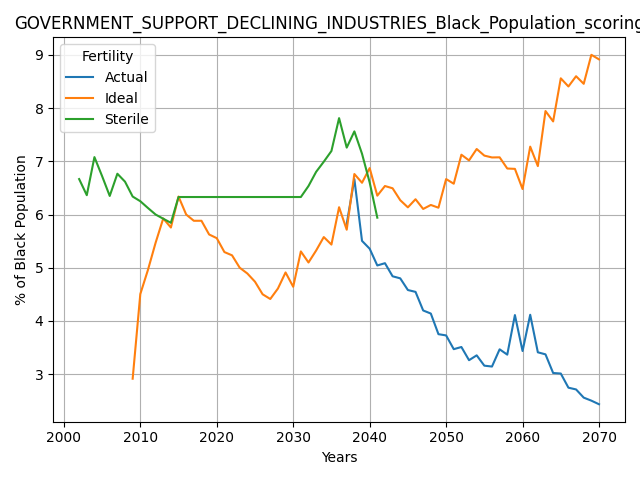 GOVERNMENT_SUPPORT_DECLINING_INDUSTRIES_Black_Population_scoring
Fertility
Actual
Ideal
Sterile
% of Black Population
9
8
7
6
5
4
3
2000 2010 2020 2030 2040 2050 2060 2070
Years